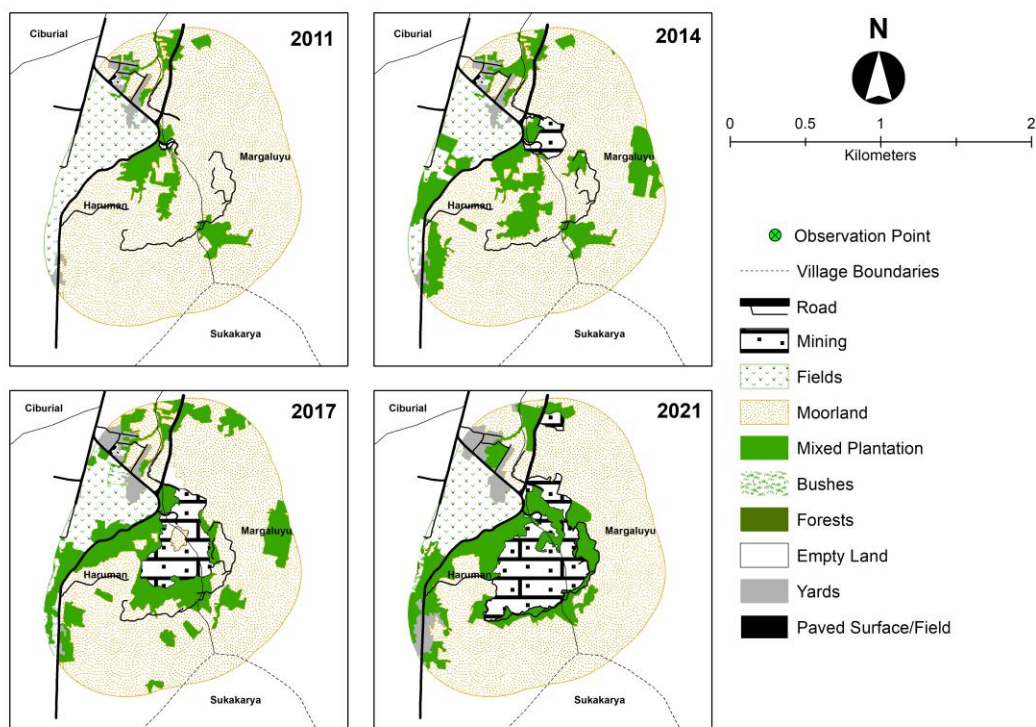 Ciburial
2011
Margaluyu
Haruman
Sukakarya
Ciburial
2014
Margaluyu
Haruman
Sukakarya
Ciburial
2017
Margaluyu
Haruman
Sukakarya
Ciburial
2021
Margaluyu
Haruman
Sukakarya
N
0 0.5 1 2
Kilometers
Observation Point
Village Boundaries
Road
Mining
Fields
Moorland
Mixed Plantation
Bushes
Forests
Empty Land
Yards
Paved Surface/Field